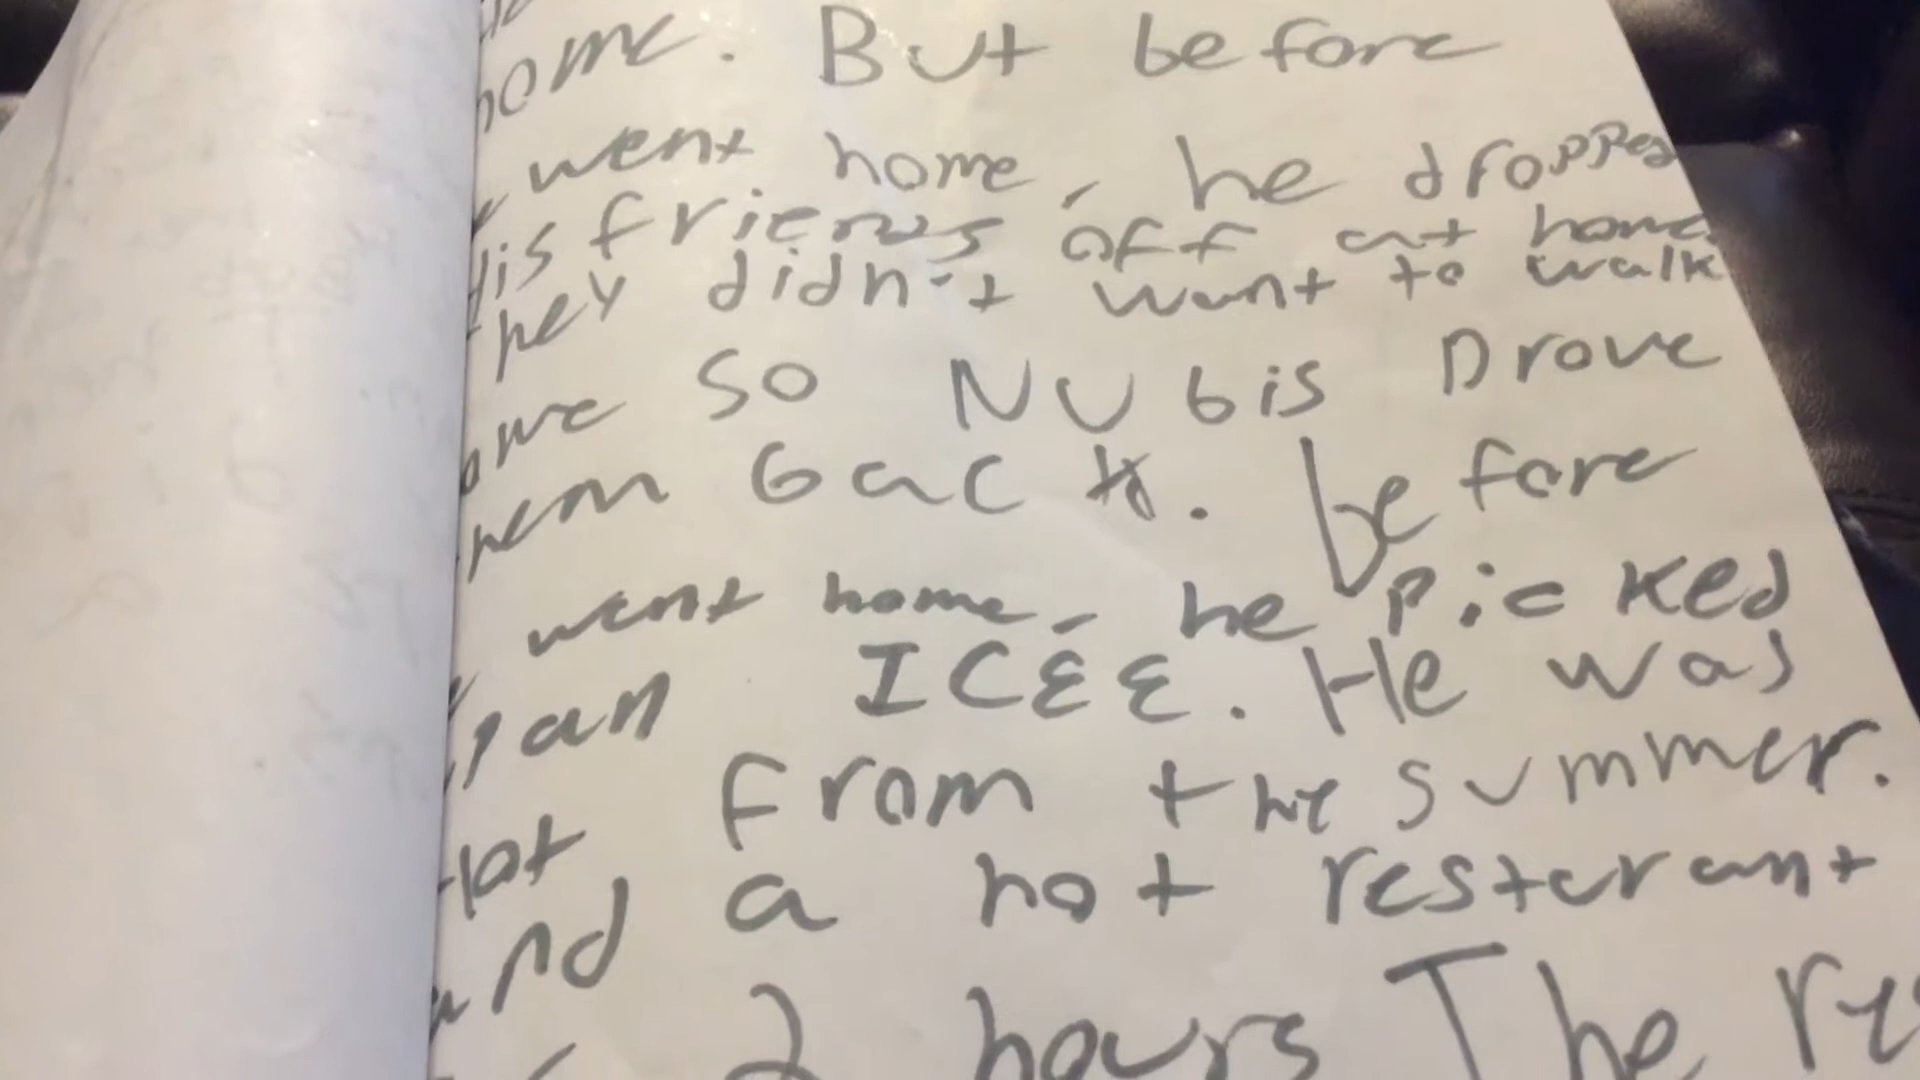 home. But before
went home, he dropped
His friends off at home.
They didn't want to walk
home so Nubis Drove
them back. before
went home, he picked
an ICEE. He was
Hot from the summer.
and a hot resterant
2 hours The